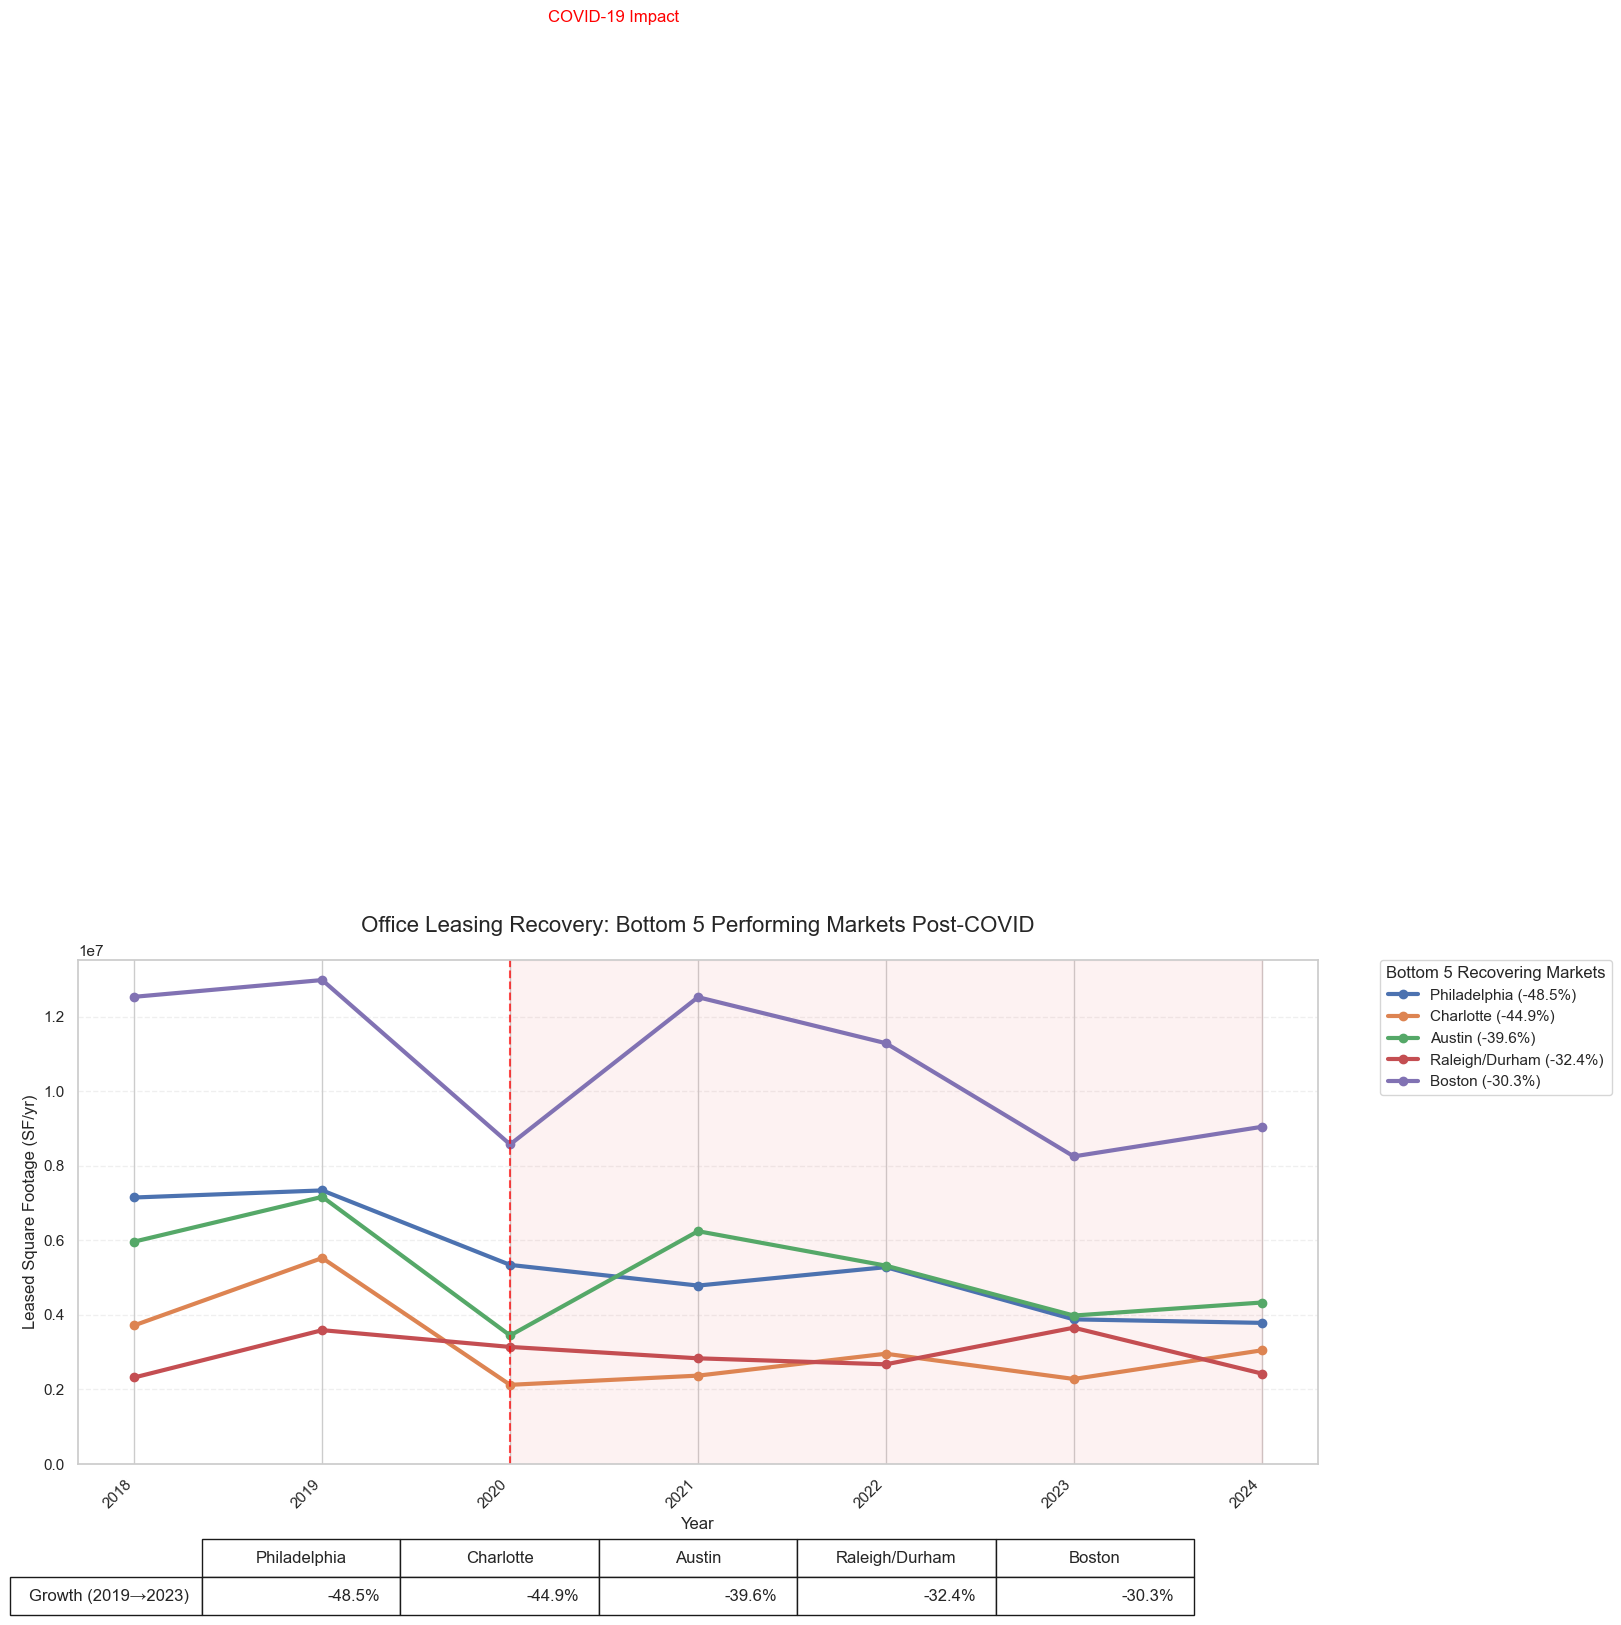 COVID-19 Impact
Office Leasing Recovery: Bottom 5 Performing Markets Post-COVID
1e7
1.2
1.0
0.8
0.6
0.4
0.2
0.0
Leased Square Footage (SF/yr)
2018 2019 2020 2021 2022 2023 2024
Year
Bottom 5 Recovering Markets
Philadelphia (-48.5%)
Charlotte (-44.9%)
Austin (-39.6%)
Raleigh/Durham (-32.4%)
Boston (-30.3%)
Philadelphia Charlotte Austin Raleigh/Durham Boston
Growth (2019→2023) -48.5% -44.9% -39.6% -32.4% -30.3%